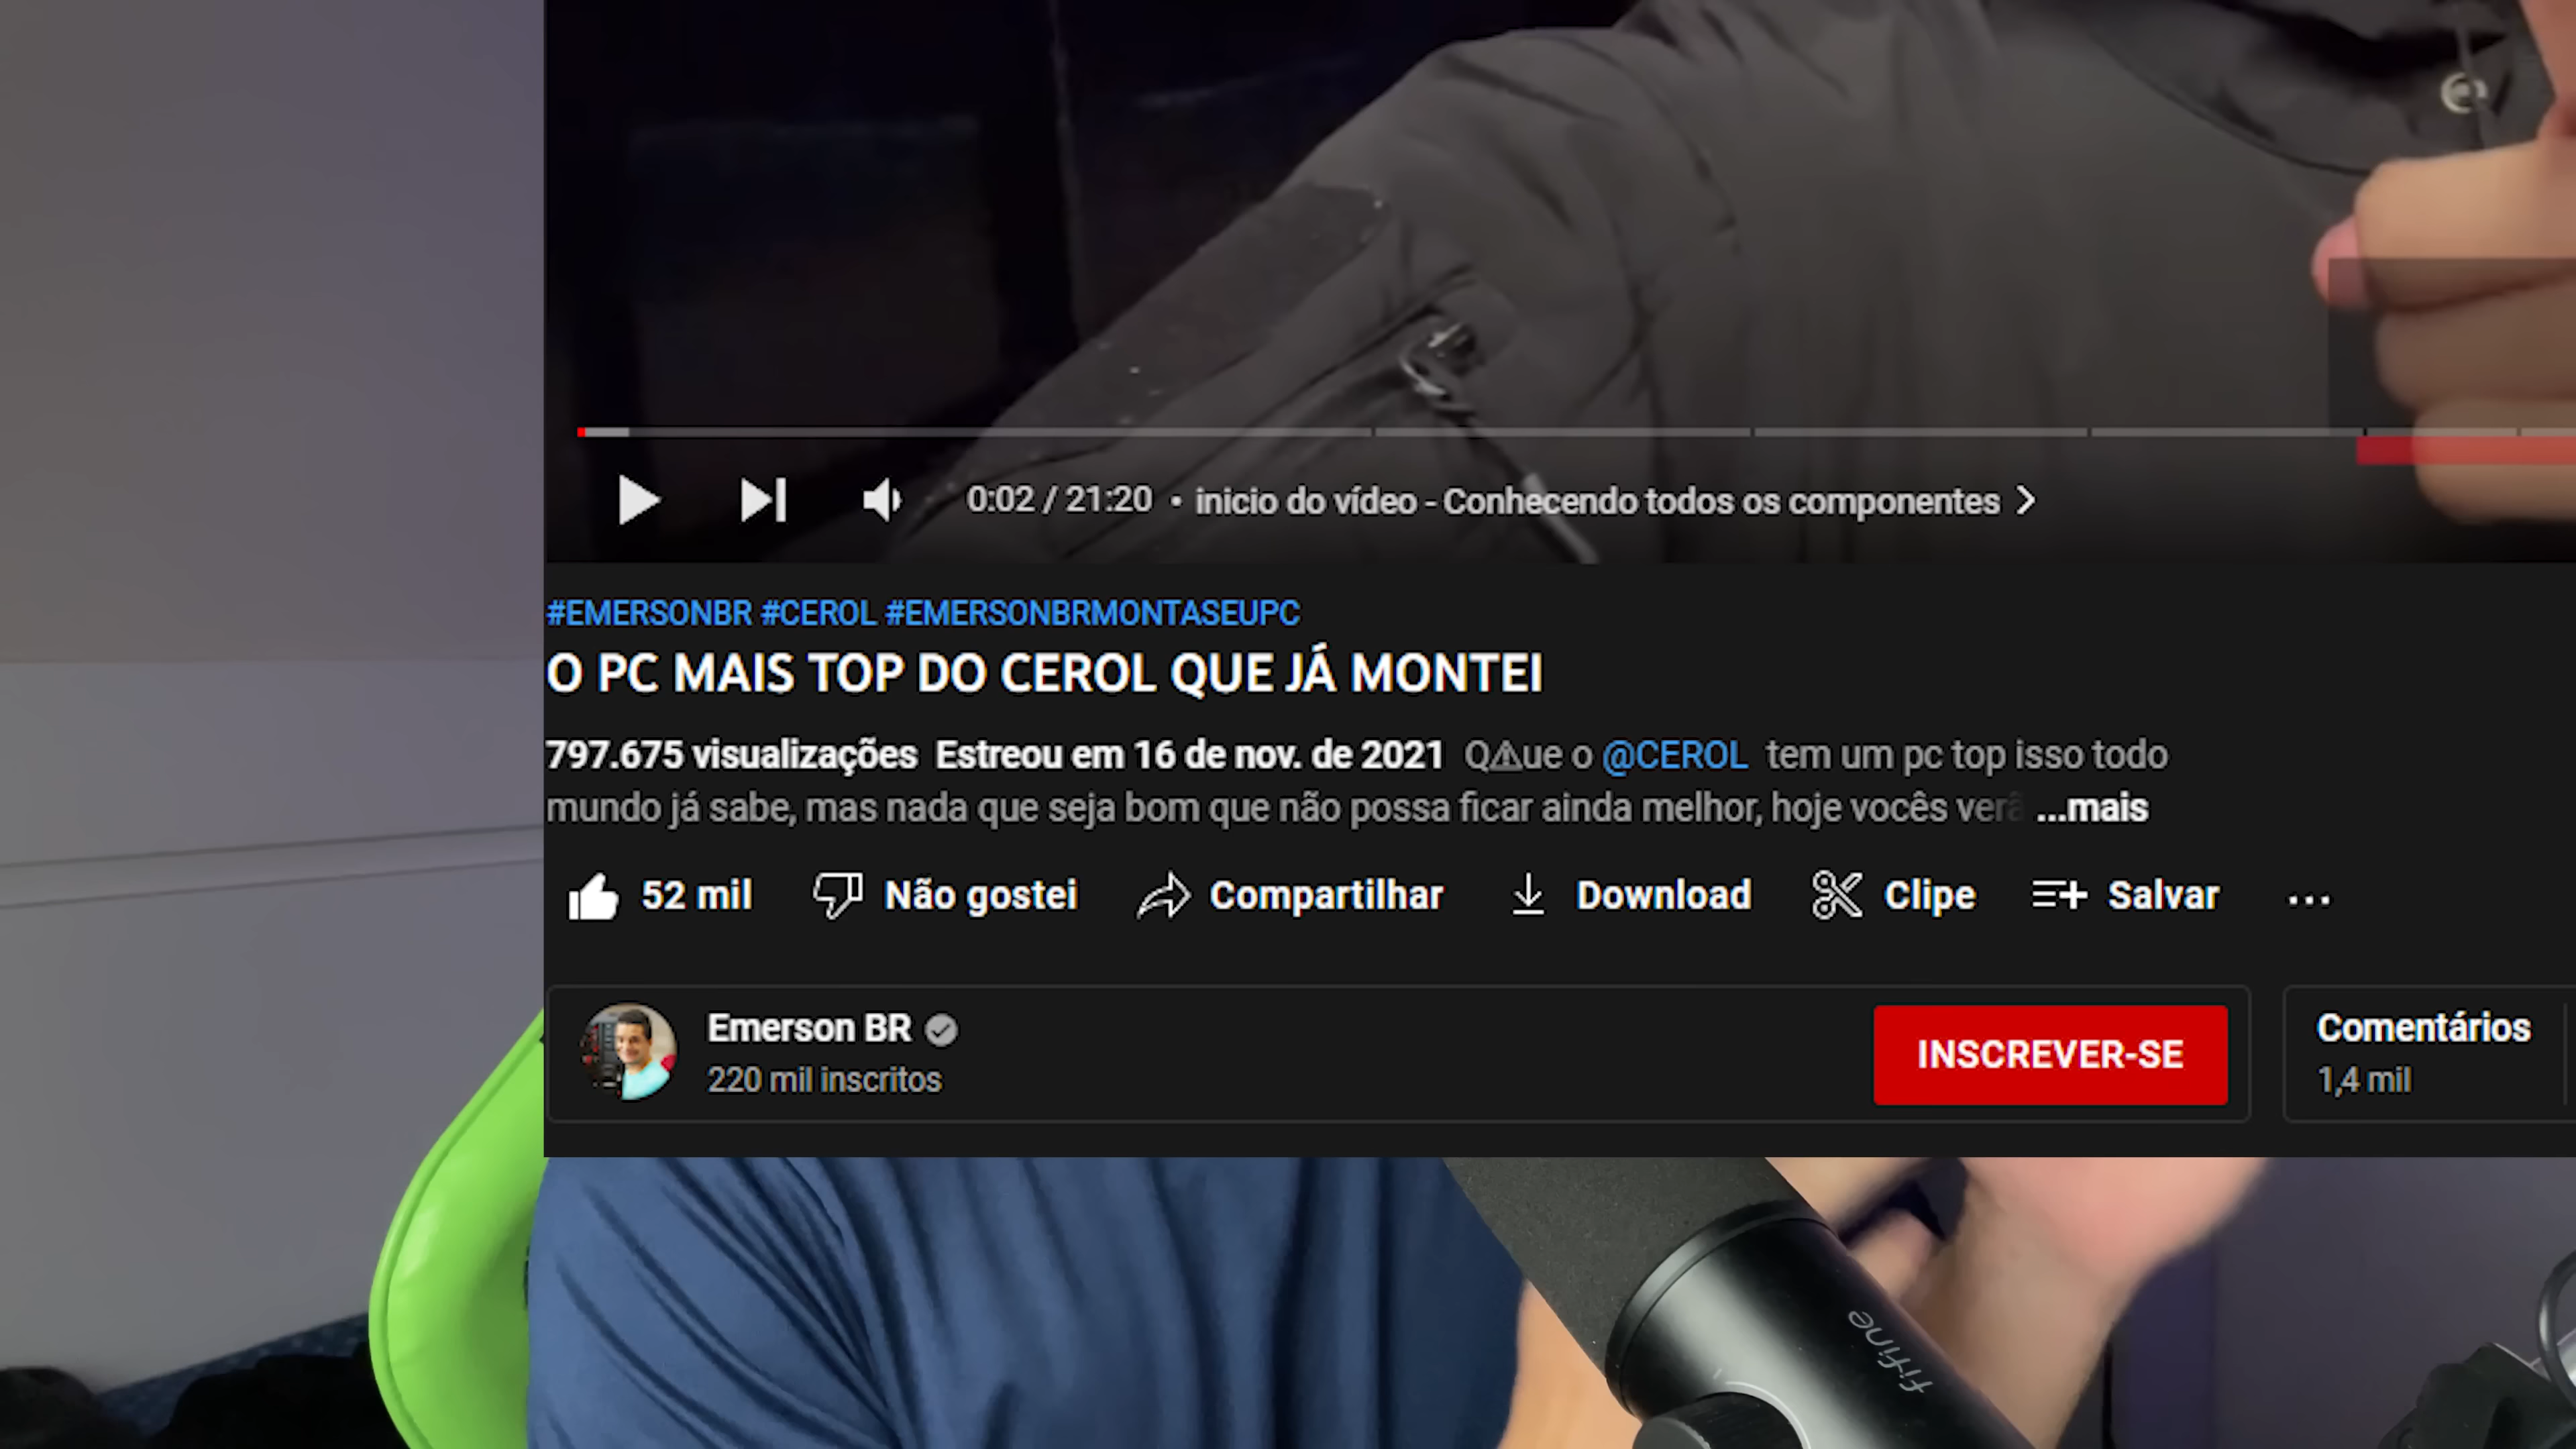 0:02 / 21:20 • inicio do vídeo - Conhecendo todos os componentes
#EMERSONBR #CEROL #EMERSONBRMONTASEUPC
O PC MAIS TOP DO CEROL QUE JÁ MONTEI
797.675 visualizações Estreou em 16 de nov. de 2021 Q⚠ue o @CEROL tem um pc top isso todo
mundo já sabe, mas nada que seja bom que não possa ficar ainda melhor, hoje vocês verã ...mais
52 mil Não gostei Compartilhar Download Clipe Salvar ...
Emerson BR
220 mil inscritos
INSCREVER-SE
Comentários
1,4 mil
fifine